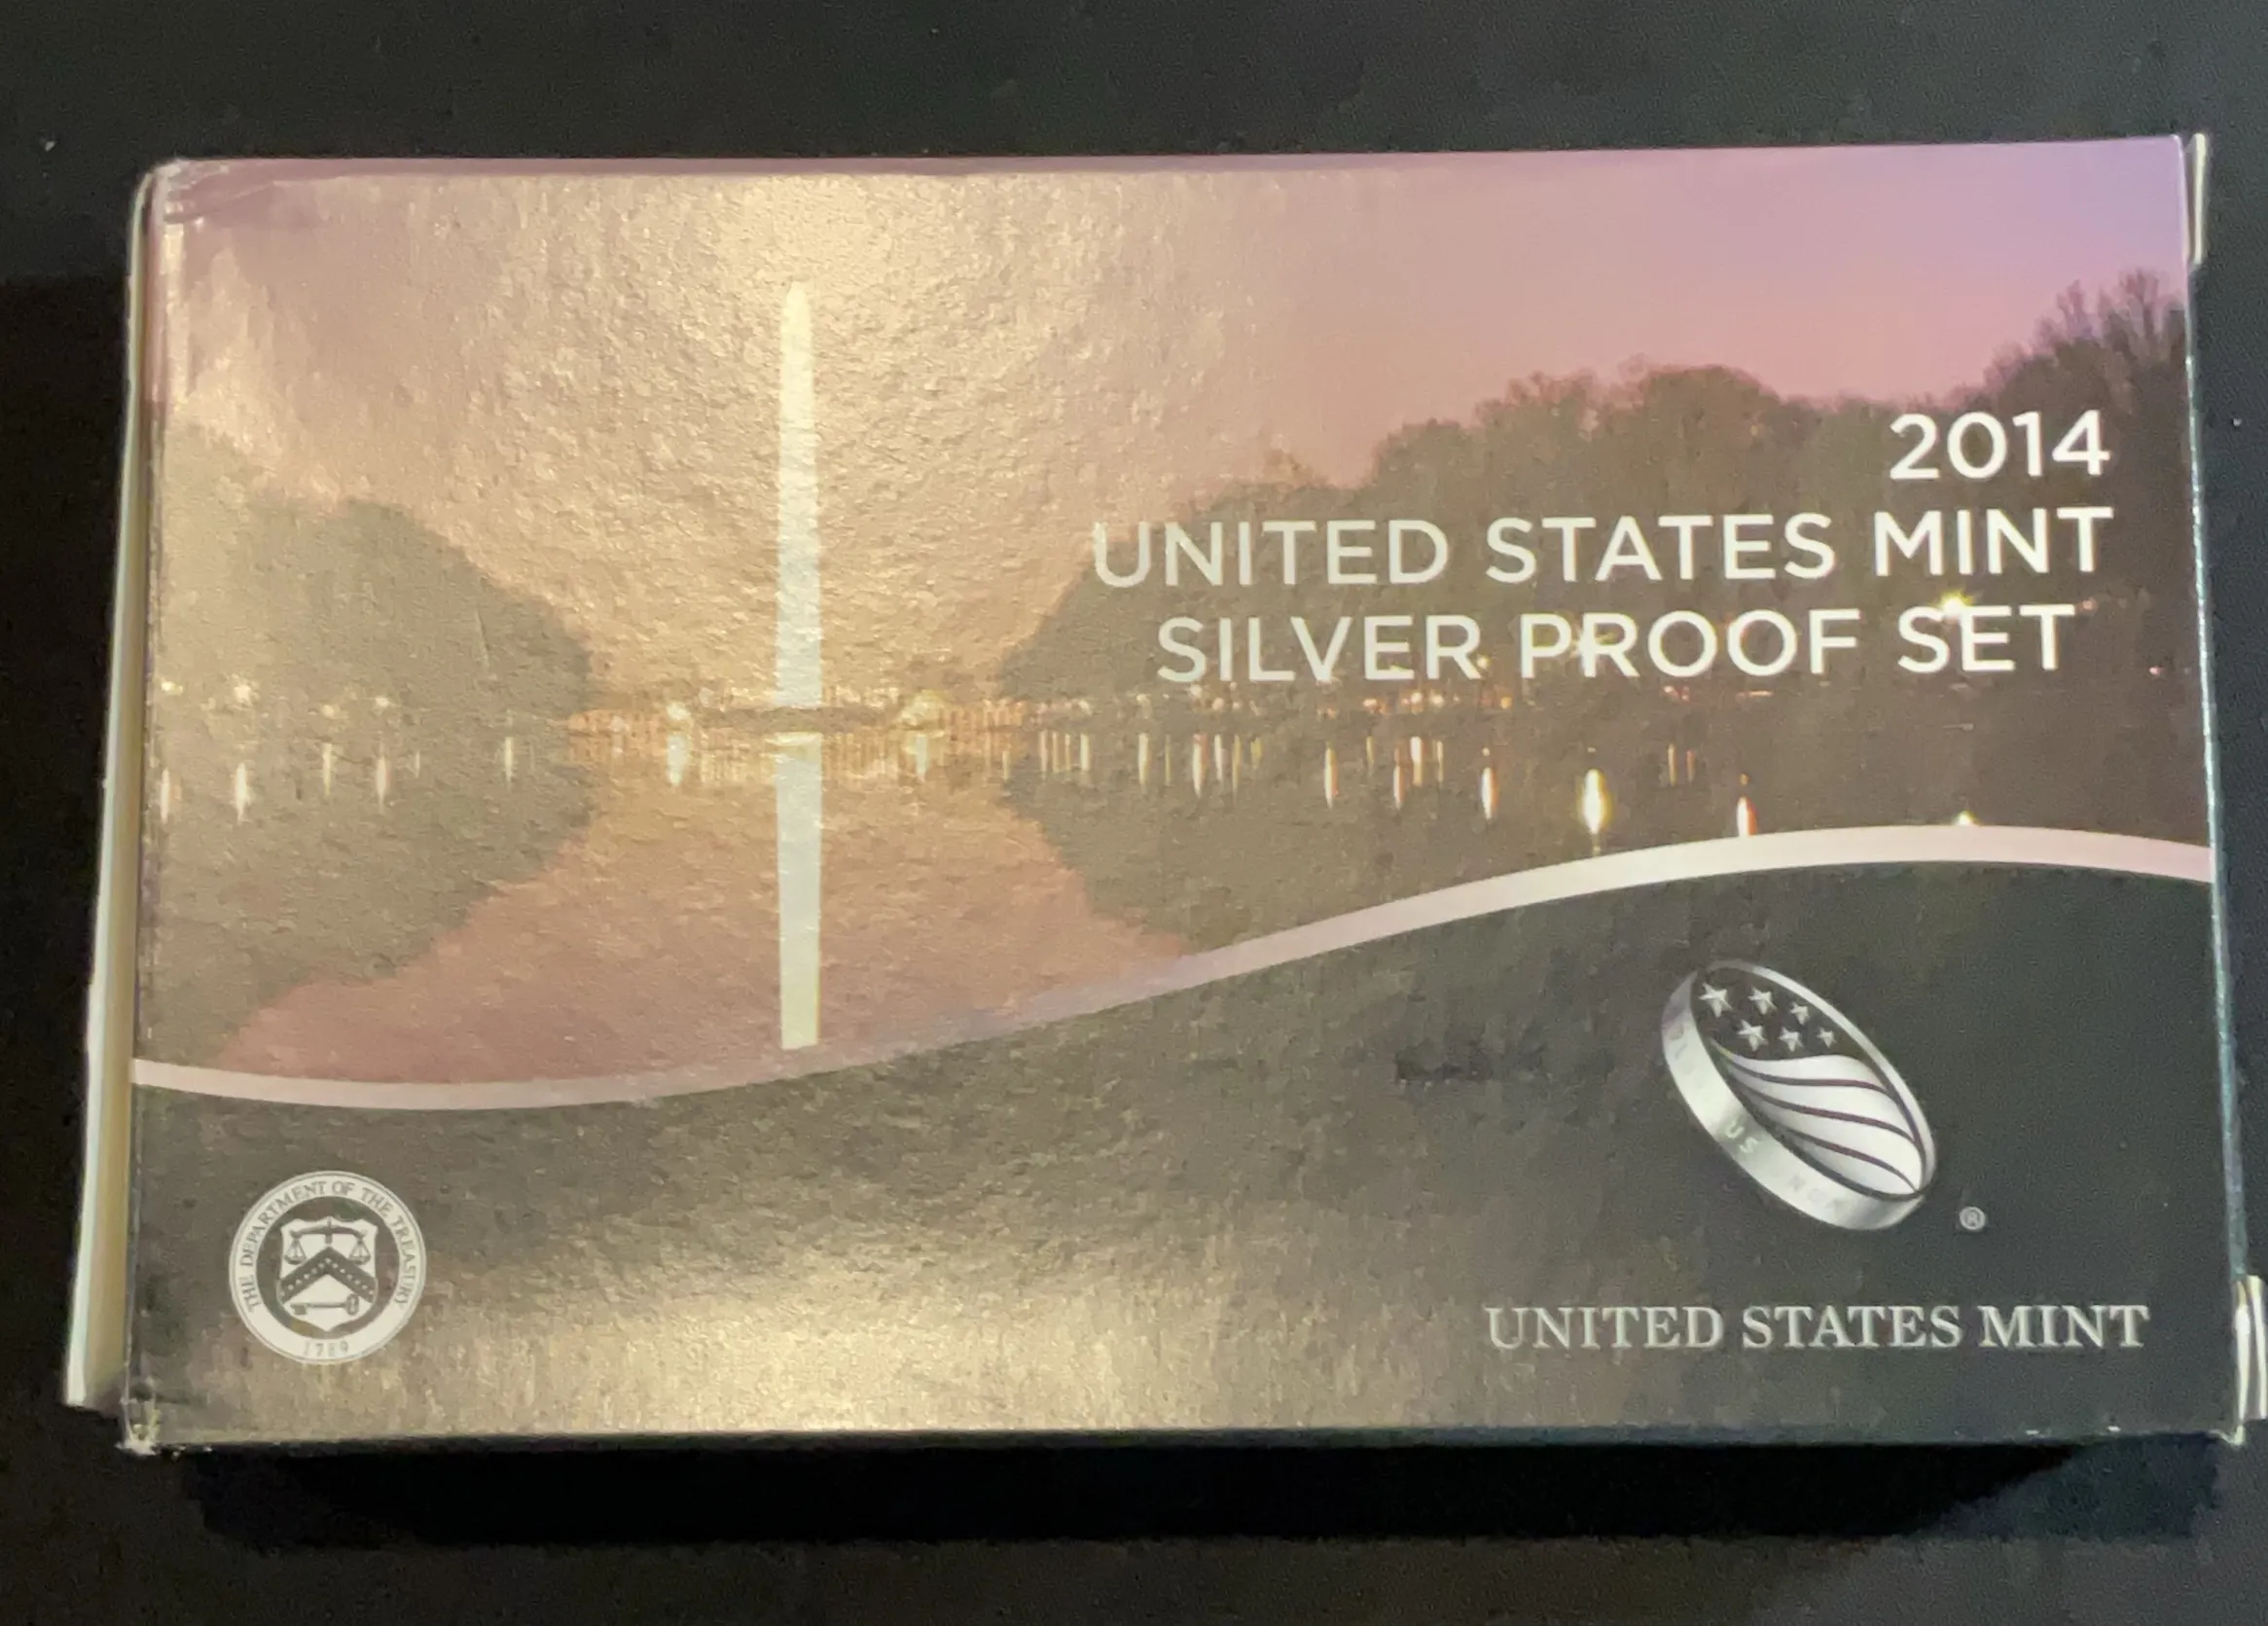 2014
UNITED STATES MINT
SILVER PROOF SET
THE DEPARTMENT OF THE TREASURY
1789
®
UNITED STATES MINT